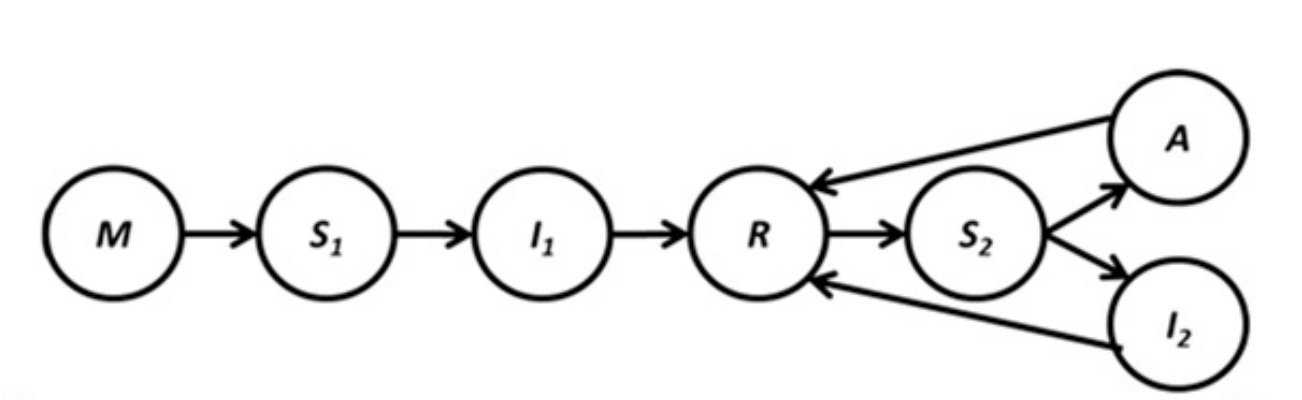 A
M S₁ I₁ R S₂
I₂